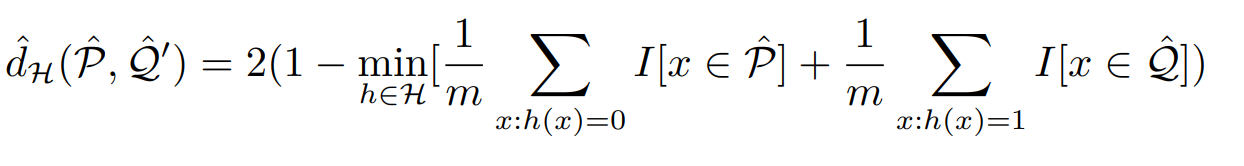 $\hat{d}_{\mathcal{H}}(\hat{\mathcal{P}}, \hat{\mathcal{Q}}') = 2(1 - \min_{h \in \mathcal{H}}[\frac{1}{m} \sum_{x:h(x)=0} I[x \in \hat{\mathcal{P}}] + \frac{1}{m} \sum_{x:h(x)=1} I[x \in \hat{\mathcal{Q}}])$